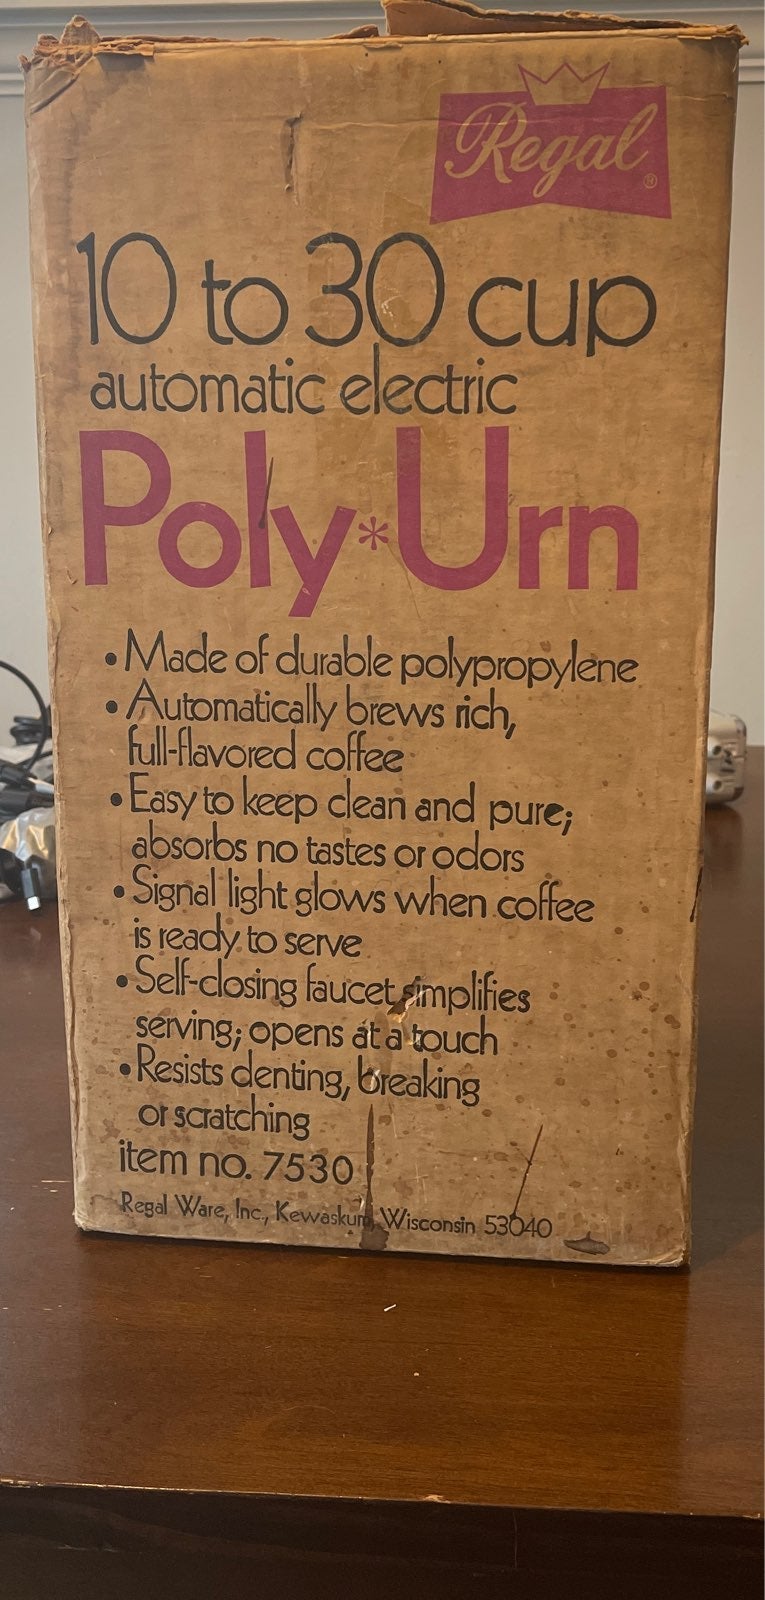 Regal®
10 to 30 cup
automatic electric
Poly*Urn
• Made of durable polypropylene
• Automatically brews rich,
full-flavored coffee
• Easy to keep clean and pure;
absorbs no tastes or odors
• Signal light glows when coffee
is ready to serve
• Self-closing faucet simplifies
serving; opens at a touch
• Resists denting, breaking
or scratching
item no. 7530
Regal Ware, Inc., Kewaskum, Wisconsin 53040